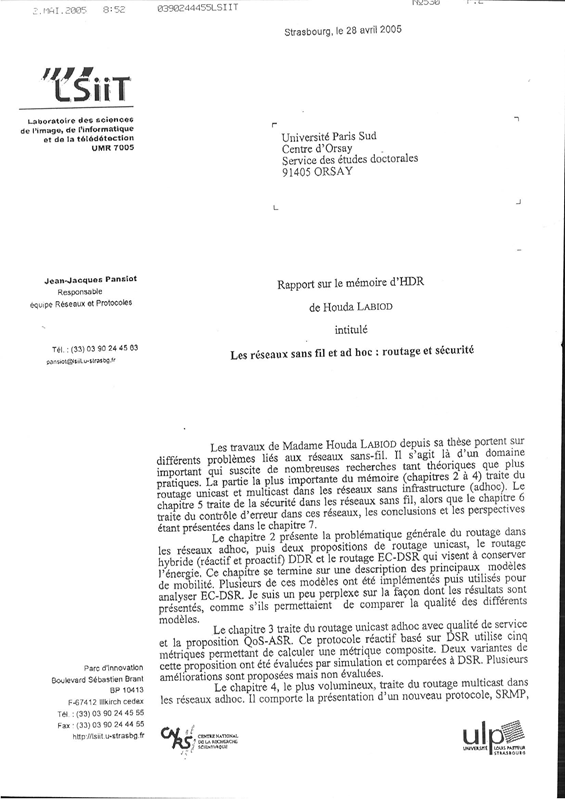 2.MAI.2005 8:52 0390244455LSIIT N°530 P.2
Strasbourg, le 28 avril 2005
LSiiT
Laboratoire des sciences
de l'image, de l'informatique
et de la télédétection
UMR 7005
Université Paris Sud
Centre d'Orsay
Service des études doctorales
91405 ORSAY
Jean-Jacques Pansiot
Responsable
équipe Réseaux et Protocoles
Tél. : (33) 03 90 24 45 83
pansiot@lsiit.u-strasbg.fr
Rapport sur le mémoire d'HDR
de Houda LABIOD
intitulé
Les réseaux sans fil et ad hoc : routage et sécurité
Les travaux de Madame Houda LABIOD depuis sa thèse portent sur
différents problèmes liés aux réseaux sans-fil. Il s'agit là d'un domaine
important qui suscite de nombreuses recherches tant théoriques que plus
pratiques. La partie la plus importante du mémoire (chapitres 2 à 4) traite du
routage unicast et multicast dans les réseaux sans infrastructure (adhoc). Le
chapitre 5 traite de la sécurité dans les réseaux sans fil, alors que le chapitre 6
traite du contrôle d'erreur dans ces réseaux, les conclusions et les perspectives
étant présentées dans le chapitre 7.
Le chapitre 2 présente la problématique générale du routage dans
les réseaux adhoc, puis deux propositions de routage unicast, le routage
hybride (réactif et proactif) DDR et le routage EC-DSR qui visent à conserver
l'énergie. Ce chapitre se termine sur une description des principaux modèles
de mobilité. Plusieurs de ces modèles ont été implémentés puis utilisés pour
analyser EC-DSR. Je suis un peu perplexe sur la façon dont les résultats sont
présentés, comme s'ils permettaient de comparer la qualité des différents
modèles.
Le chapitre 3 traite du routage unicast adhoc avec qualité de service
et la proposition QoS-ASR. Ce protocole réactif basé sur DSR utilise cinq
métriques permettant de calculer une métrique composite. Deux variantes de
cette proposition ont été évaluées par simulation et comparées à DSR. Plusieurs
améliorations sont proposées mais non évaluées.
Le chapitre 4, le plus volumineux, traite du routage multicast dans
les réseaux adhoc. Il comporte la présentation d'un nouveau protocole, SRMP,
Parc d'innovation
Boulevard Sébastien Brant
BP 10413
F-67412 Illkirch cedex
Tél. : (33) 03 90 24 45 55
Fax : (33) 03 90 24 44 55
http://lsiit.u-strasbg.fr
CNRS
CENTRE NATIONAL
DE LA RECHERCHE
SCIENTIFIQUE
ulp
UNIVERSITÉ LOUIS PASTEUR
STRASBOURG